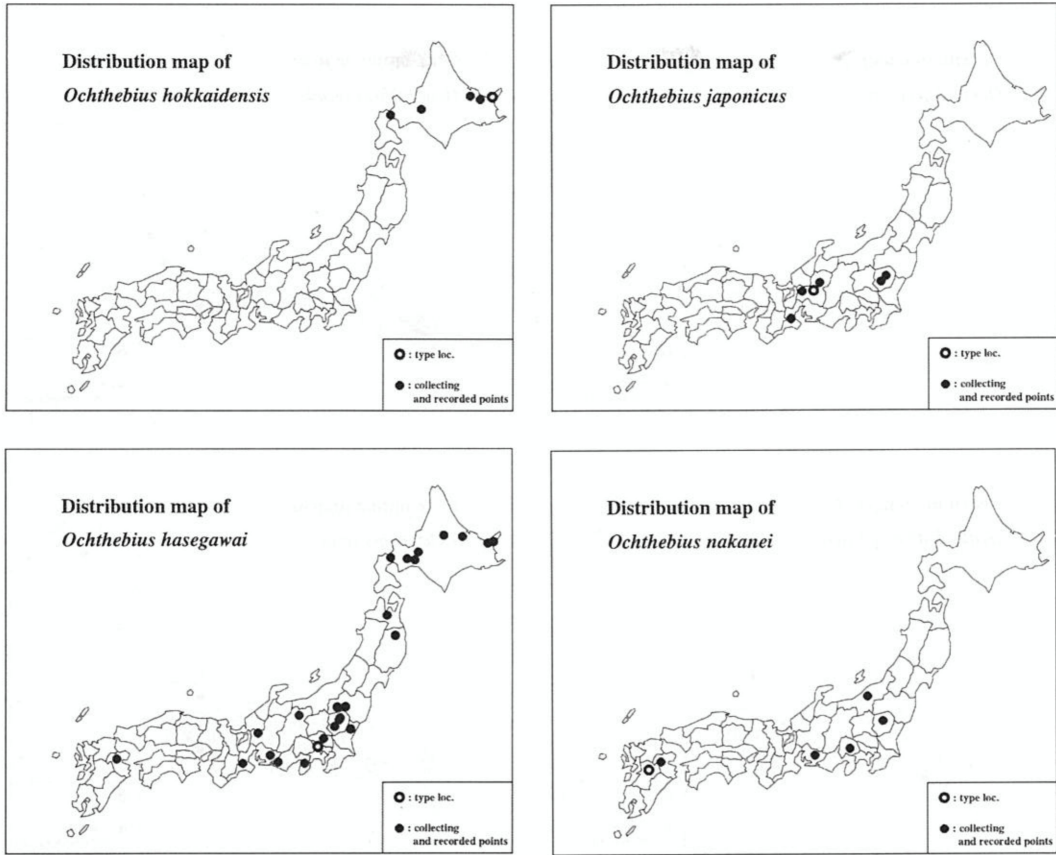 Distribution map of
Ochthebius hokkaidensis
: type loc.
: collecting
and recorded points
Distribution map of
Ochthebius japonicus
: type loc.
: collecting
and recorded points
Distribution map of
Ochthebius hasegawai
: type loc.
: collecting
and recorded points
Distribution map of
Ochthebius nakanei
: type loc.
: collecting
and recorded points